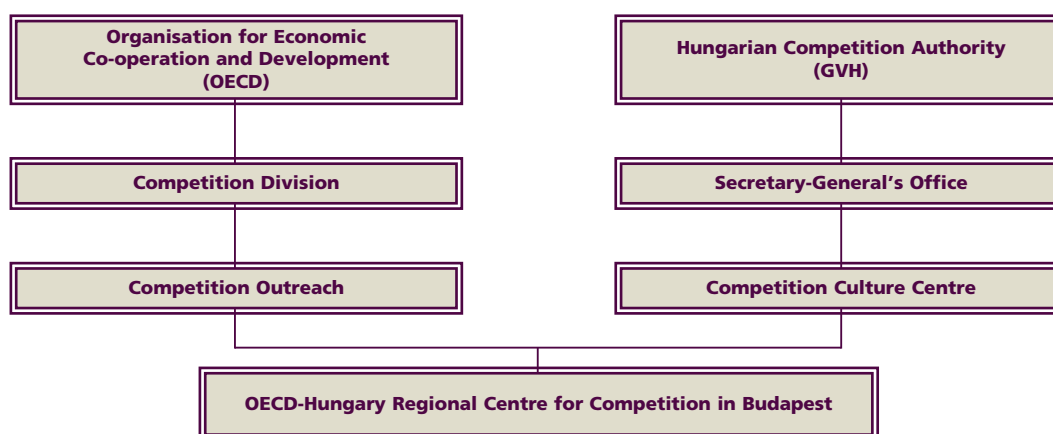 Organisation for Economic
Co-operation and Development
(OECD)
Hungarian Competition Authority
(GVH)
Competition Division
Secretary-General’s Office
Competition Outreach
Competition Culture Centre
OECD-Hungary Regional Centre for Competition in Budapest